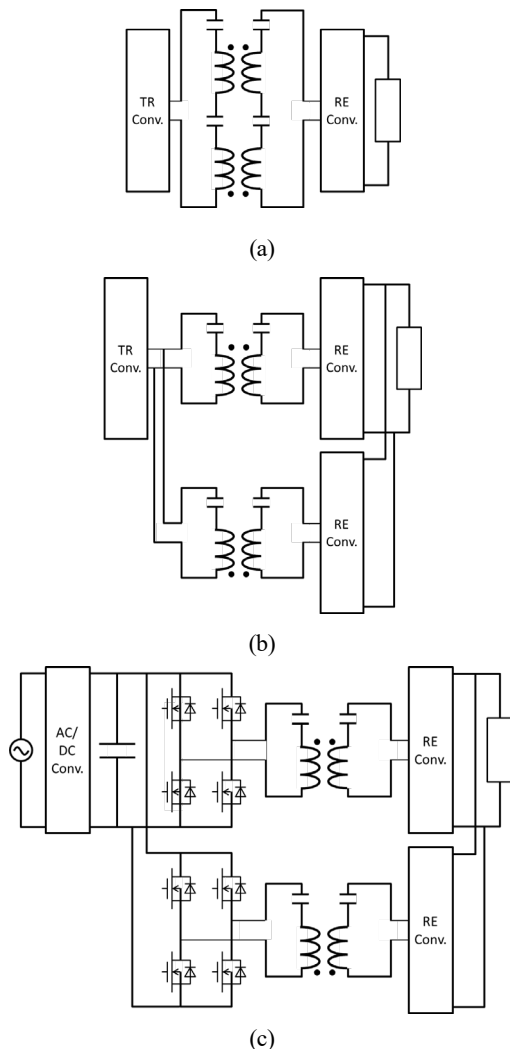 TR
Conv.
RE
Conv.
(a)
TR
Conv.
RE
Conv.
RE
Conv.
(b)
AC/
DC
Conv.
RE
Conv.
RE
Conv.
(c)